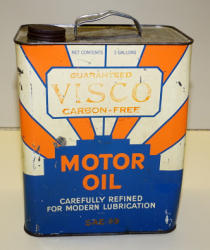 NET CONTENTS 2 GALLONS
GUARANTEED
VISCO
CARBON-FREE
MOTOR
OIL
CAREFULLY REFINED
FOR MODERN LUBRICATION